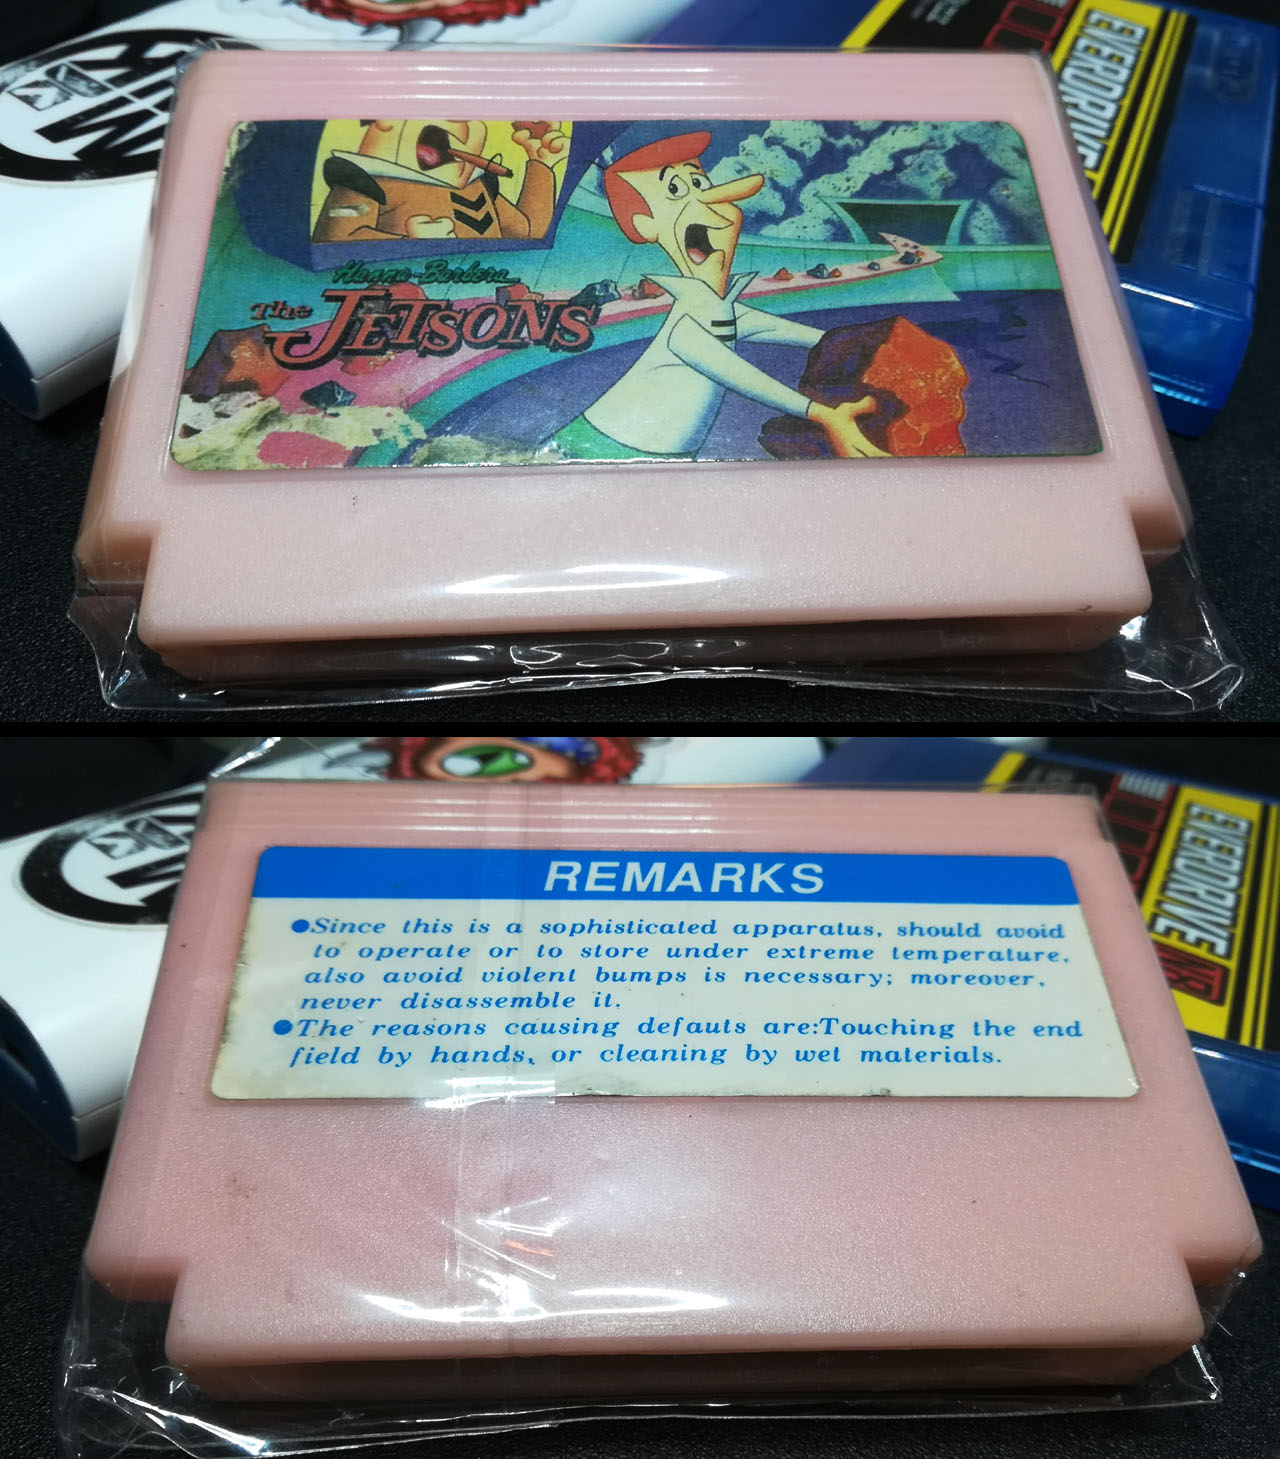 EVERDRIVE
Hanna-Barbera
The JETSONS
EVERDRIVE
REMARKS
●Since this is a sophisticated apparatus, should avoid
to operate or to store under extreme temperature,
also avoid violent bumps is necessary; moreover,
never disassemble it.
●The reasons causing defauts are:Touching the end
field by hands, or cleaning by wet materials.